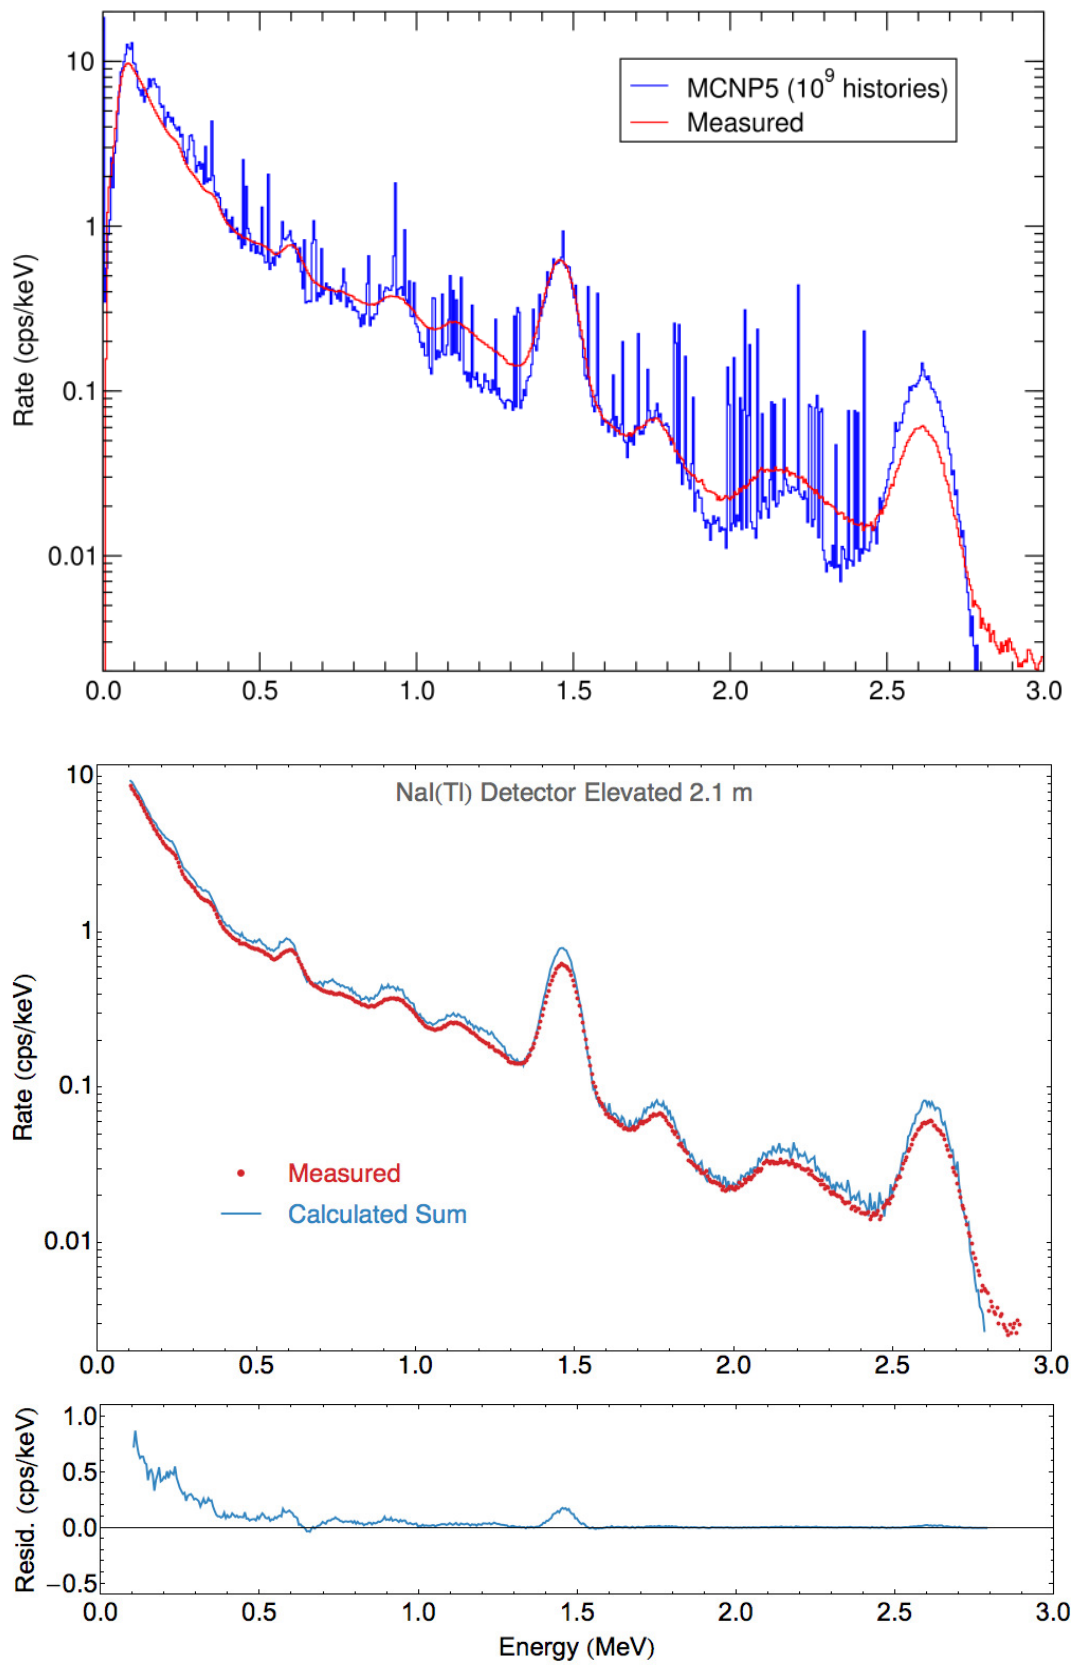 10
1
0.1
0.01
Rate (cps/keV)
MCNP5 (10⁹ histories)
Measured
0.0 0.5 1.0 1.5 2.0 2.5 3.0
NaI(Tl) Detector Elevated 2.1 m
10
1
0.1
0.01
Rate (cps/keV)
Measured
Calculated Sum
0.0 0.5 1.0 1.5 2.0 2.5 3.0
1.0
0.5
0.0
−0.5
Resid. (cps/keV)
0.0 0.5 1.0 1.5 2.0 2.5 3.0
Energy (MeV)